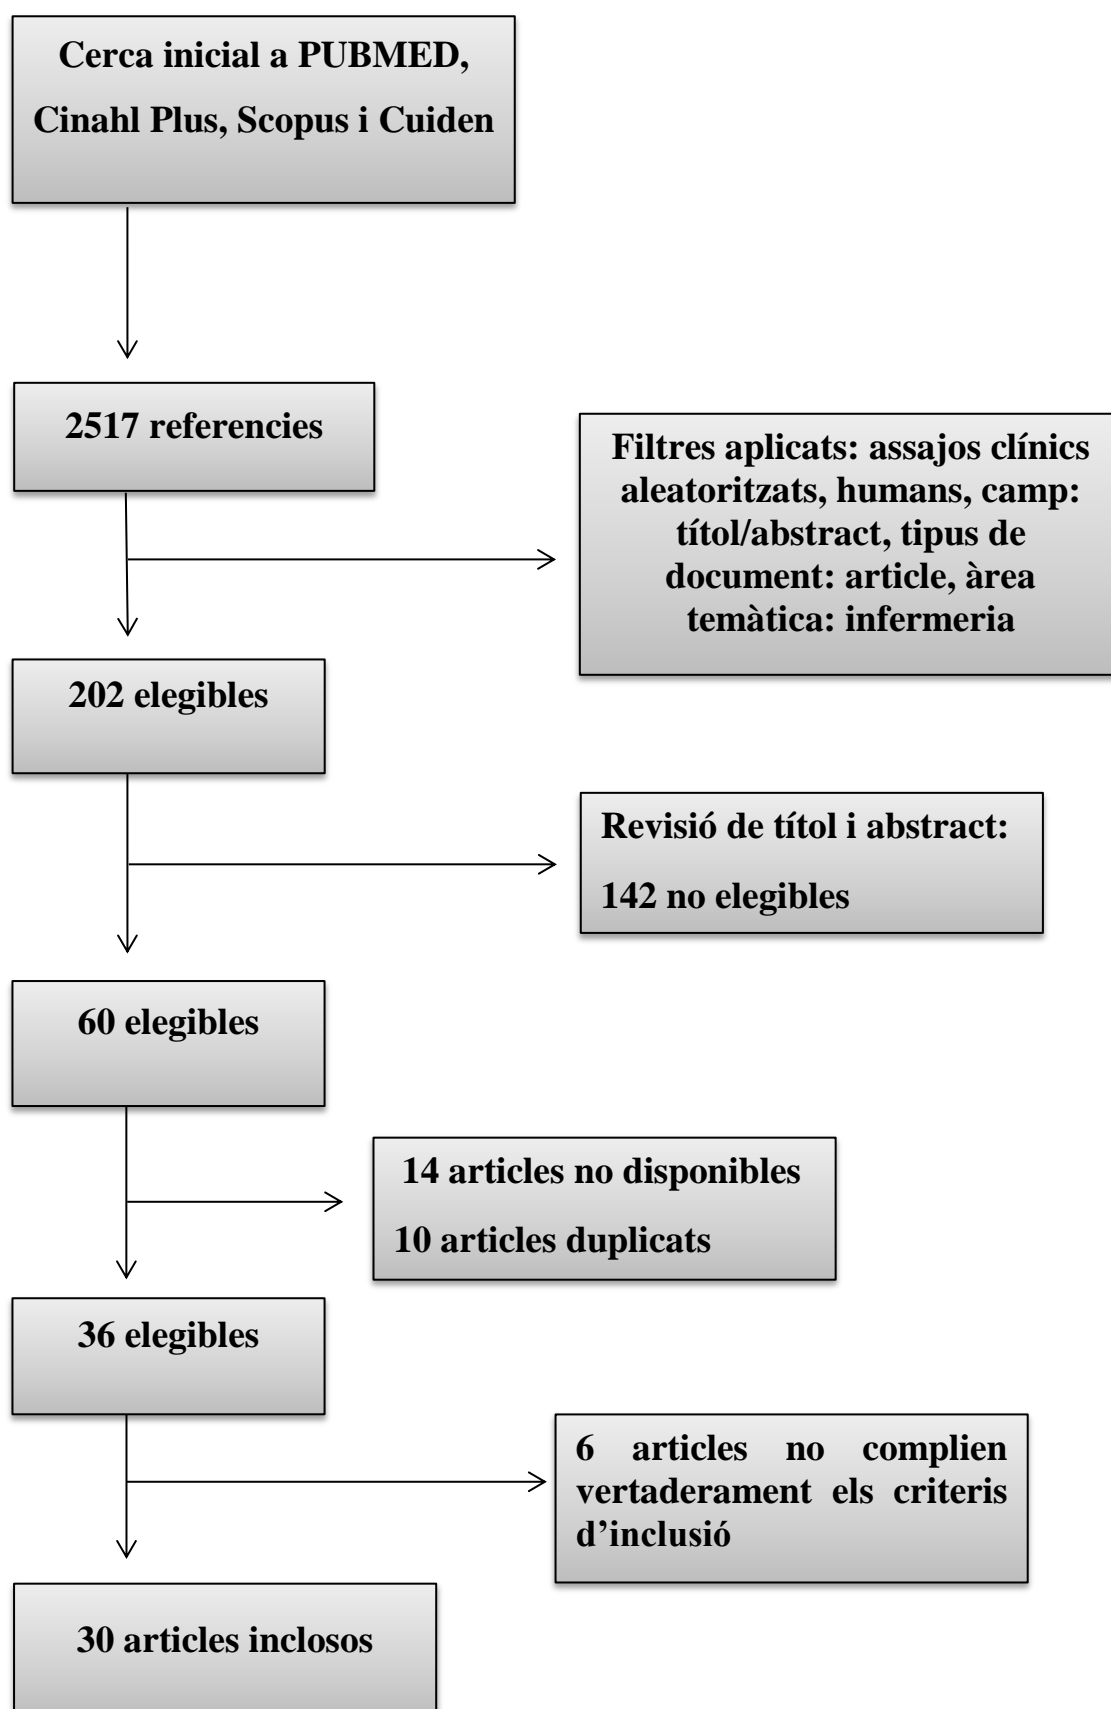 Cerca inicial a PUBMED,
Cinahl Plus, Scopus i Cuiden
2517 referencies
Filtres aplicats: assajos clínics
aleatoritzats, humans, camp:
títol/abstract, tipus de
document: article, àrea
temàtica: infermeria
202 elegibles
Revisió de títol i abstract:
142 no elegibles
60 elegibles
14 articles no disponibles
10 articles duplicats
36 elegibles
6 articles no complien
vertaderament els criteris
d’inclusió
30 articles inclosos